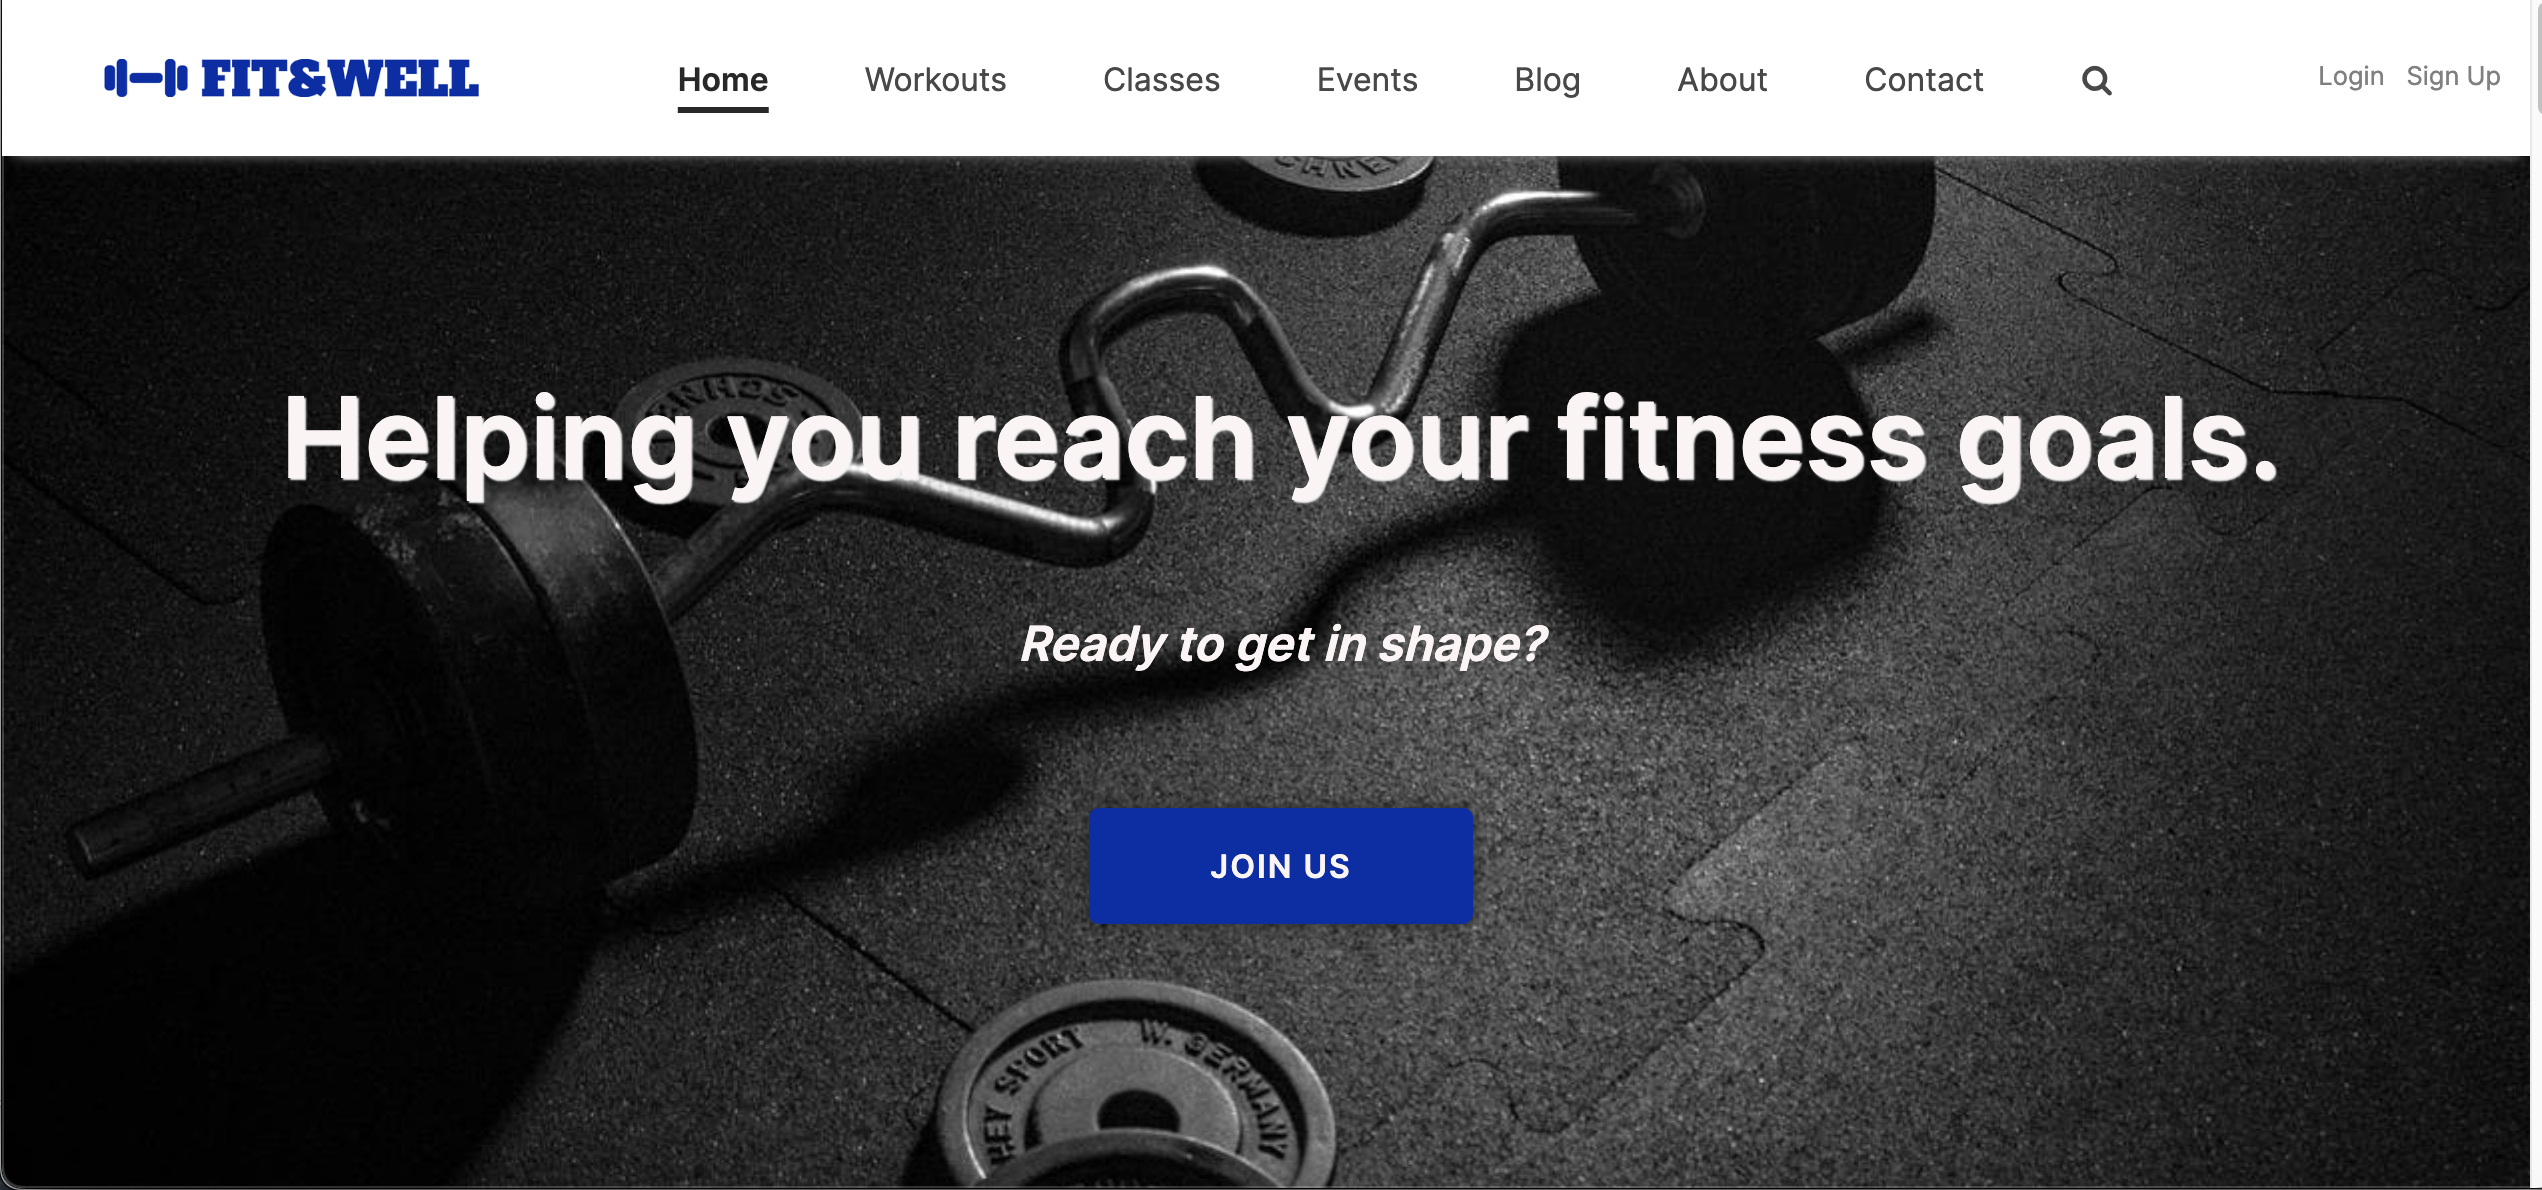 FIT&WELL
Home Workouts Classes Events Blog About Contact Login Sign Up
Helping you reach your fitness goals.
Ready to get in shape?
JOIN US
SPORT W. GERMANY